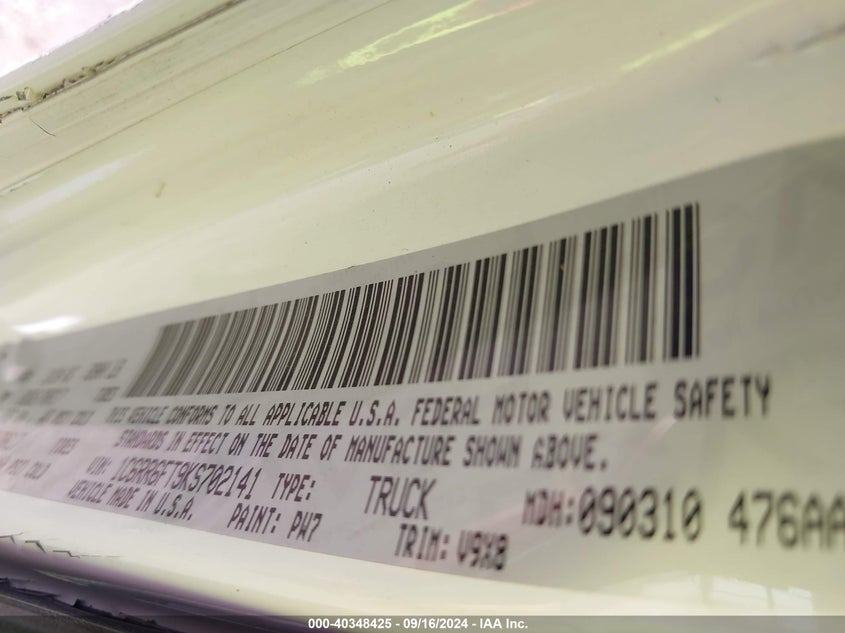 THIS VEHICLE CONFORMS TO ALL APPLICABLE U.S.A. FEDERAL MOTOR VEHICLE SAFETY
STANDARDS IN EFFECT ON THE DATE OF MANUFACTURE SHOWN ABOVE.
VIN: 1C6RR6FT9KS702141 TYPE: TRUCK MDH:090310 476AA
VEHICLE MADE IN U.S.A. PAINT: PW7 TRIM: V9X8
000-40348425 - 09/16/2024 - IAA Inc.